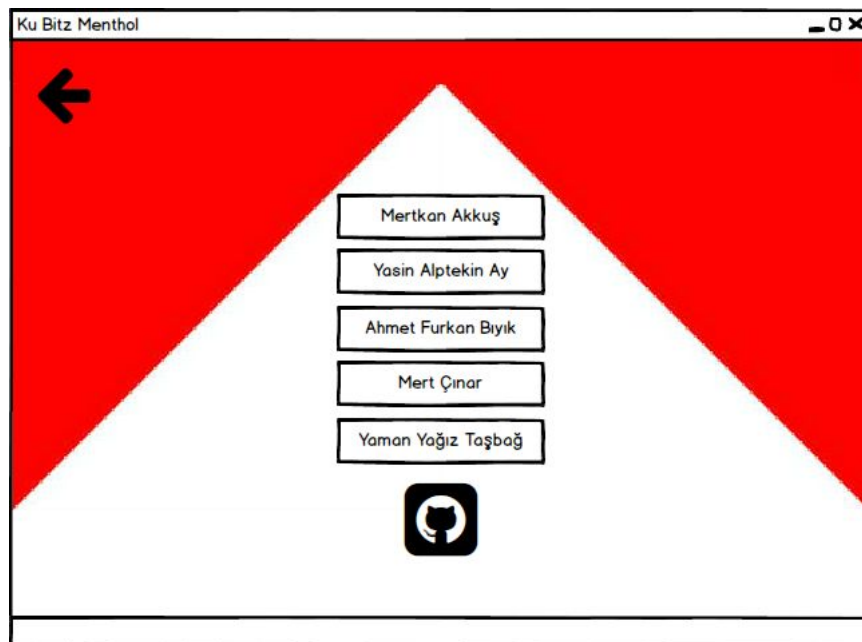 Ku Bitz Menthol
Mertkan Akkuş
Yasin Alptekin Ay
Ahmet Furkan Bıyık
Mert Çınar
Yaman Yağız Taşbağ